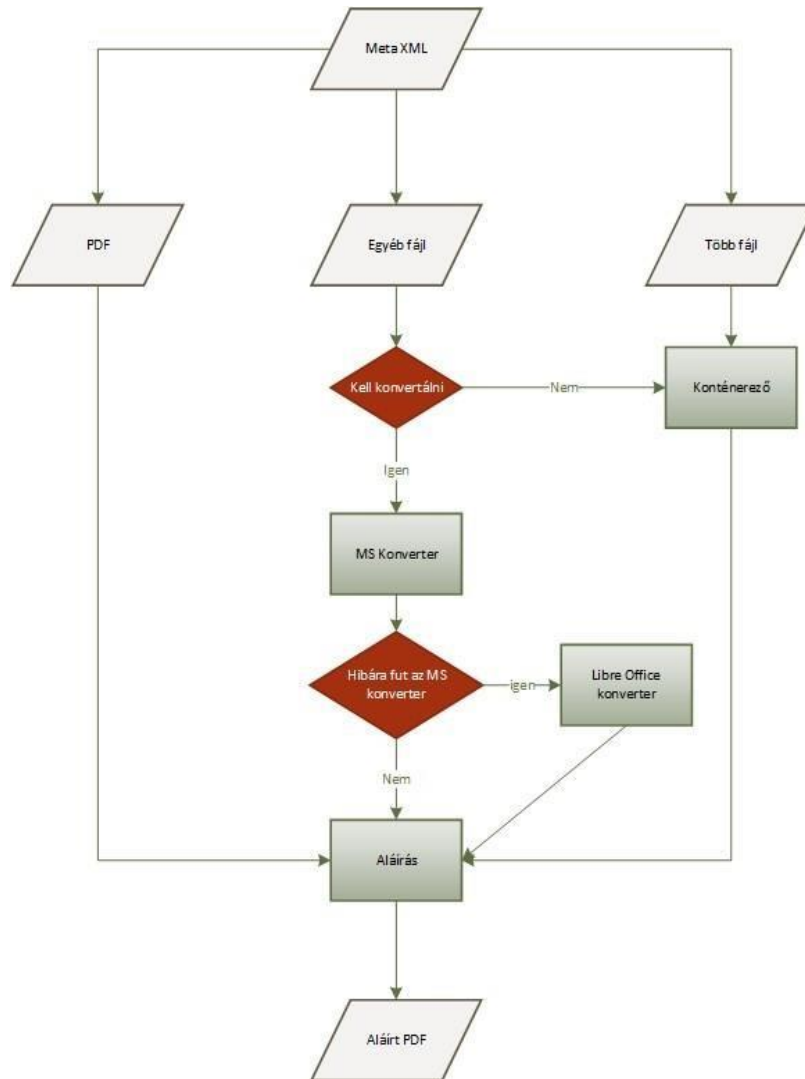 Meta XML
PDF
Egyéb fájl
Több fájl
Kell konvertálni
Nem
Konténerező
Igen
MS Konverter
Hibára fut az MS
konverter
igen
Libre Office
konverter
Nem
Aláírás
Aláírt PDF